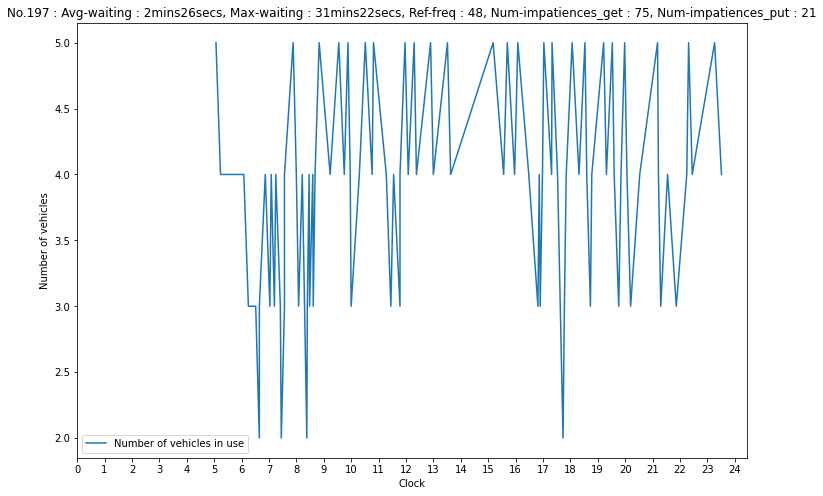 No.197 : Avg-waiting : 2mins26secs, Max-waiting : 31mins22secs, Ref-freq : 48, Num-impatiences_get : 75, Num-impatiences_put : 21
5.0
4.5
4.0
3.5
3.0
2.5
2.0
Number of vehicles
Number of vehicles in use
0 1 2 3 4 5 6 7 8 9 10 11 12 13 14 15 16 17 18 19 20 21 22 23 24
Clock